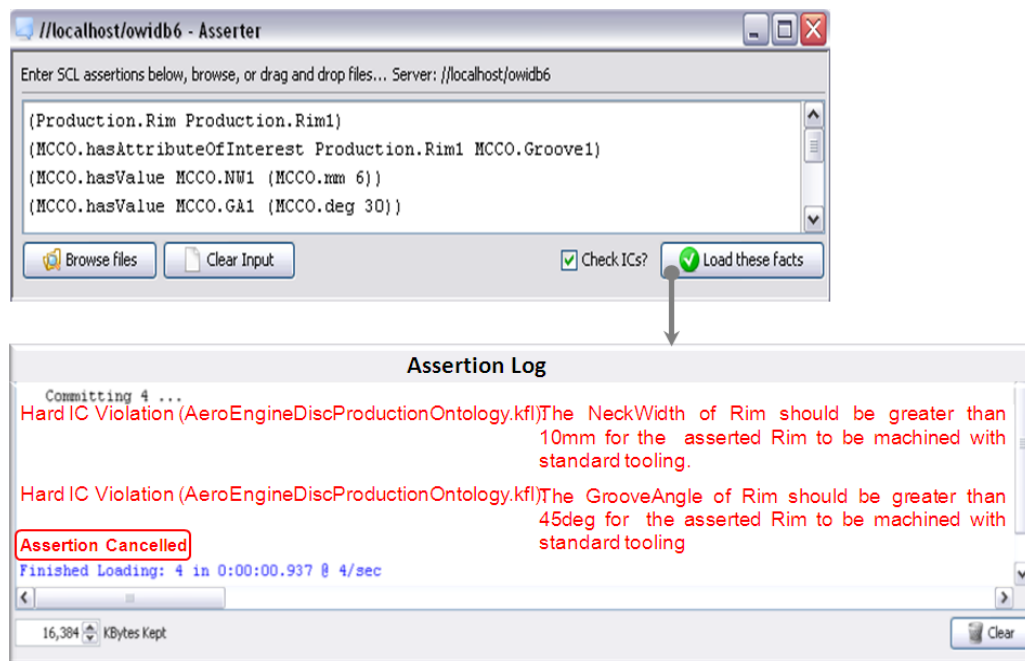 //localhost/owidb6 - Asserter
Enter SCL assertions below, browse, or drag and drop files... Server: //localhost/owidb6
(Production.Rim Production.Rim1)
(MCCO.hasAttributeOfInterest Production.Rim1 MCCO.Groove1)
(MCCO.hasValue MCCO.NW1 (MCCO.mm 6))
(MCCO.hasValue MCCO.GA1 (MCCO.deg 30))
Browse files
Clear Input
Check ICs?
Load these facts
Assertion Log
Committing 4 ...
Hard IC Violation (AeroEngineDiscProductionOntology.kfl):The NeckWidth of Rim should be greater than
10mm for the asserted Rim to be machined with
standard tooling.
Hard IC Violation (AeroEngineDiscProductionOntology.kfl):The GrooveAngle of Rim should be greater than
45deg for the asserted Rim to be machined with
standard tooling
Assertion Cancelled
Finished Loading: 4 in 0:00:00.937 @ 4/sec
16,384 KBytes Kept
Clear